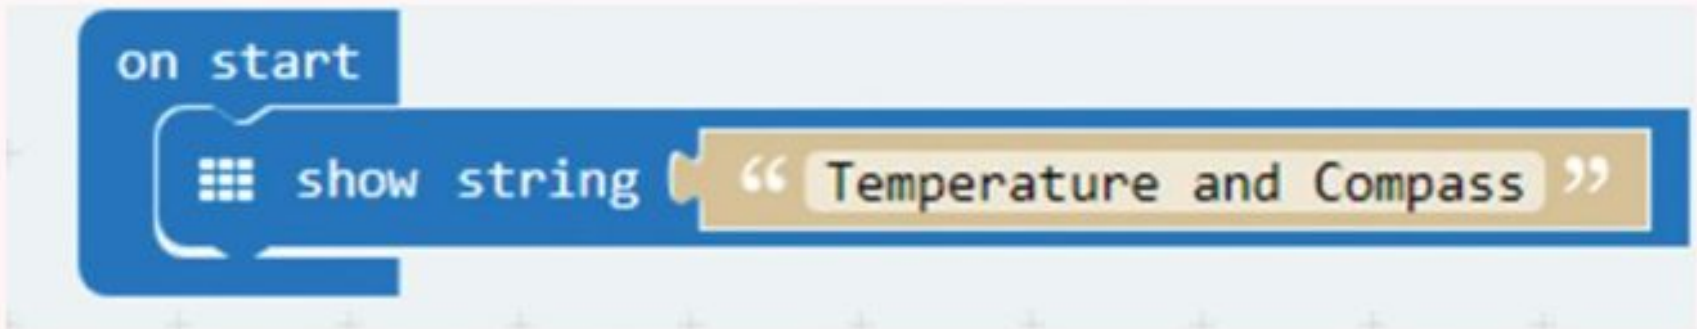 on start
show string “ Temperature and Compass ”